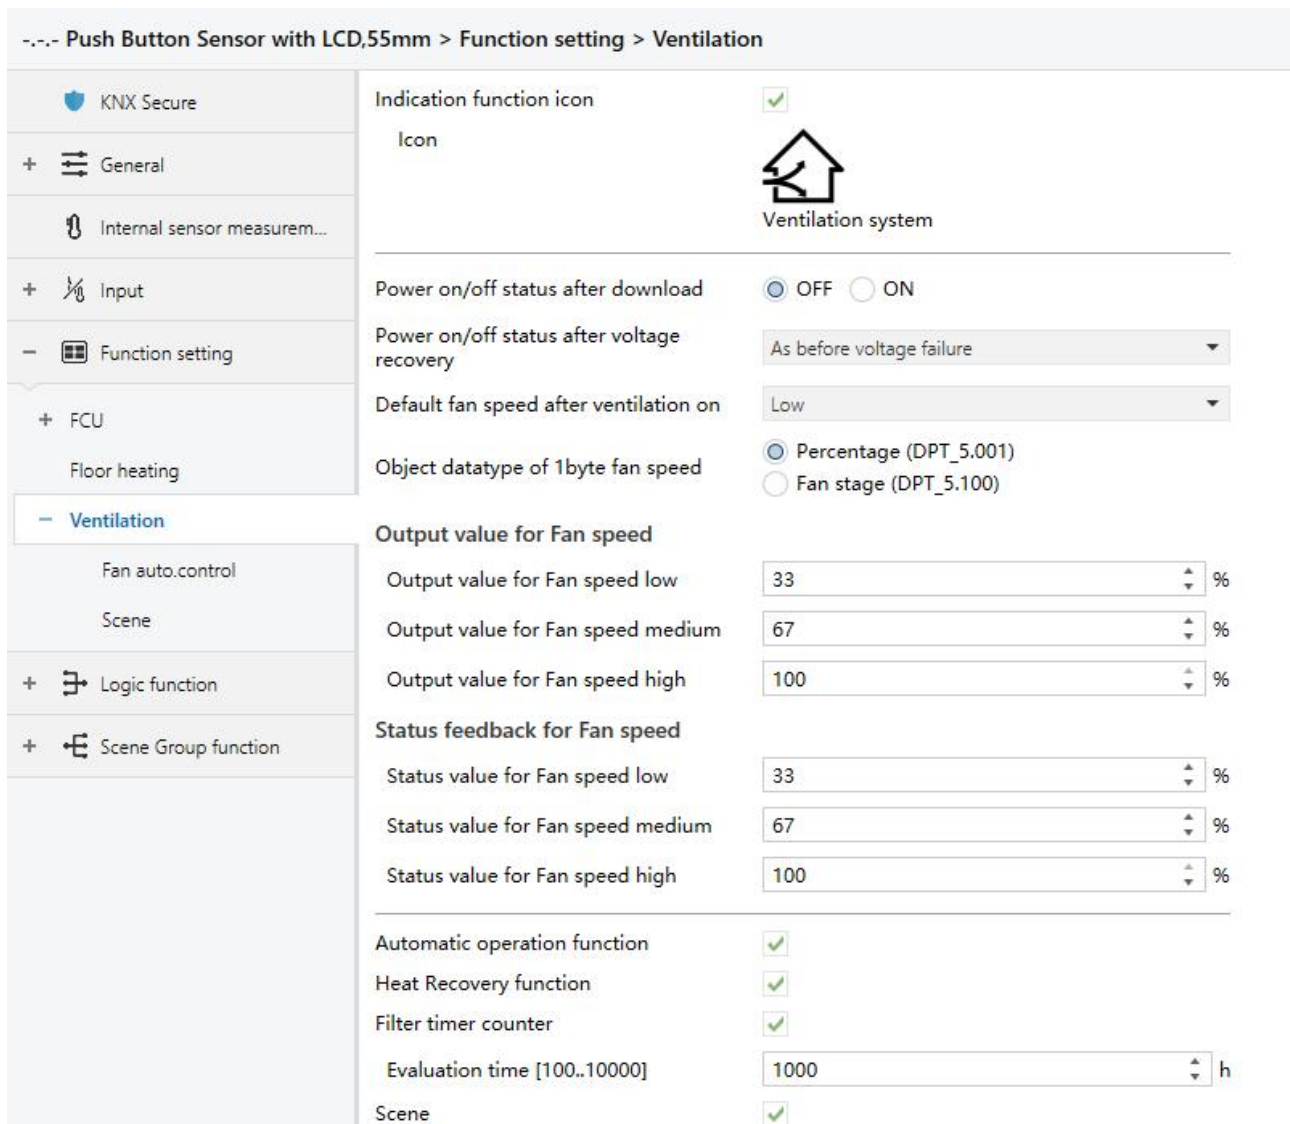 -.-.- Push Button Sensor with LCD,55mm > Function setting > Ventilation
KNX Secure
+ General
Internal sensor measurem...
+ Input
− Function setting
+ FCU
Floor heating
− Ventilation
Fan auto.control
Scene
+ Logic function
+ Scene Group function
Indication function icon
Icon
Ventilation system
Power on/off status after download
OFF ON
Power on/off status after voltage
recovery
As before voltage failure
Default fan speed after ventilation on
Low
Object datatype of 1byte fan speed
Percentage (DPT_5.001)
Fan stage (DPT_5.100)
Output value for Fan speed
Output value for Fan speed low 33 %
Output value for Fan speed medium 67 %
Output value for Fan speed high 100 %
Status feedback for Fan speed
Status value for Fan speed low 33 %
Status value for Fan speed medium 67 %
Status value for Fan speed high 100 %
Automatic operation function
Heat Recovery function
Filter timer counter
Evaluation time [100..10000] 1000 h
Scene